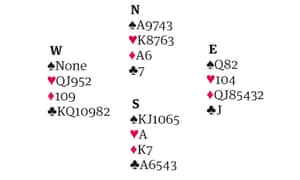 N
♠A9743
♥K8763
♦A6
♣7
W
♠None
♥QJ952
♦109
♣KQ10982
E
♠Q82
♥104
♦QJ85432
♣J
S
♠KJ1065
♥A
♦K7
♣A6543